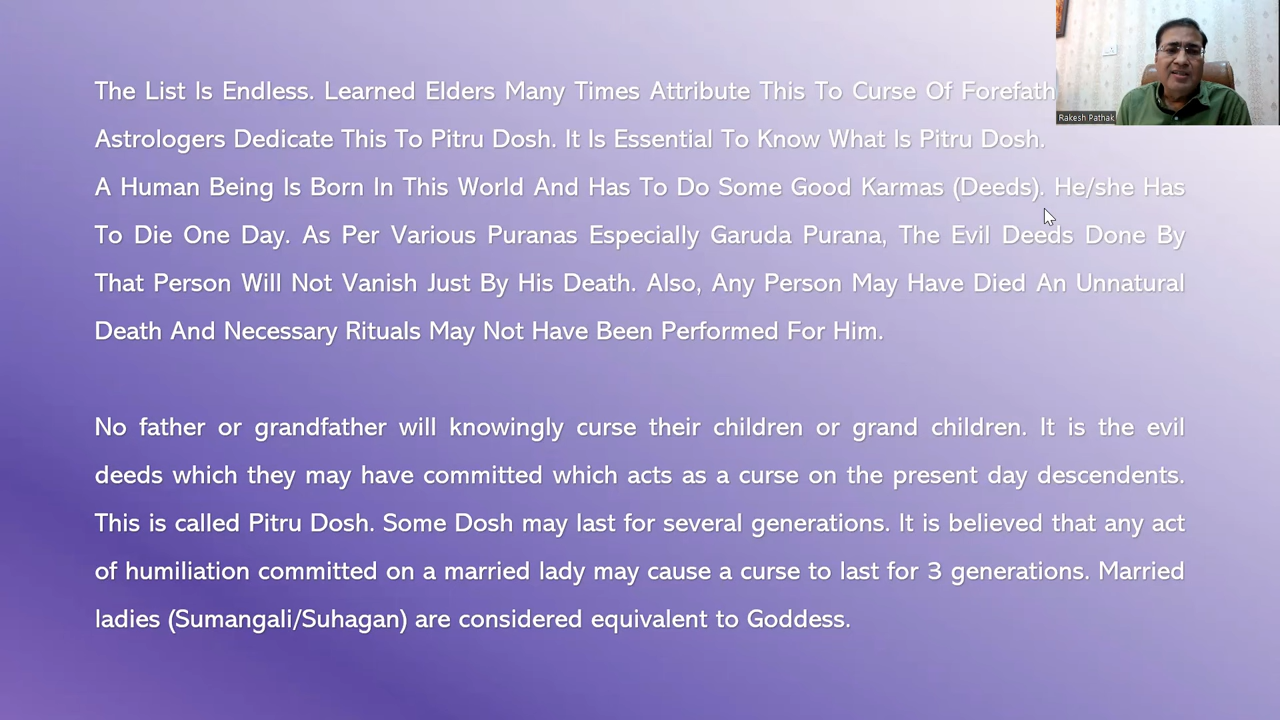 The List Is Endless. Learned Elders Many Times Attribute This To Curse Of
Astrologers Dedicate This To Pitru Dosh. It Is Essential To Know What Is Pitru Dosh.
A Human Being Is Born In This World And Has To Do Some Good Karmas (Deeds). He/she Has
To Die One Day. As Per Various Puranas Especially Garuda Purana, The Evil Deeds Done By
That Person Will Not Vanish Just By His Death. Also, Any Person May Have Died An Unnatural
Death And Necessary Rituals May Not Have Been Performed For Him.
No father or grandfather will knowingly curse their children or grand children. It is the evil
deeds which they may have committed which acts as a curse on the present day descendents.
This is called Pitru Dosh. Some Dosh may last for several generations. It is believed that any act
of humiliation committed on a married lady may cause a curse to last for 3 generations. Married
ladies (Sumangali/Suhagan) are considered equivalent to Goddess.
Rakesh Pathak